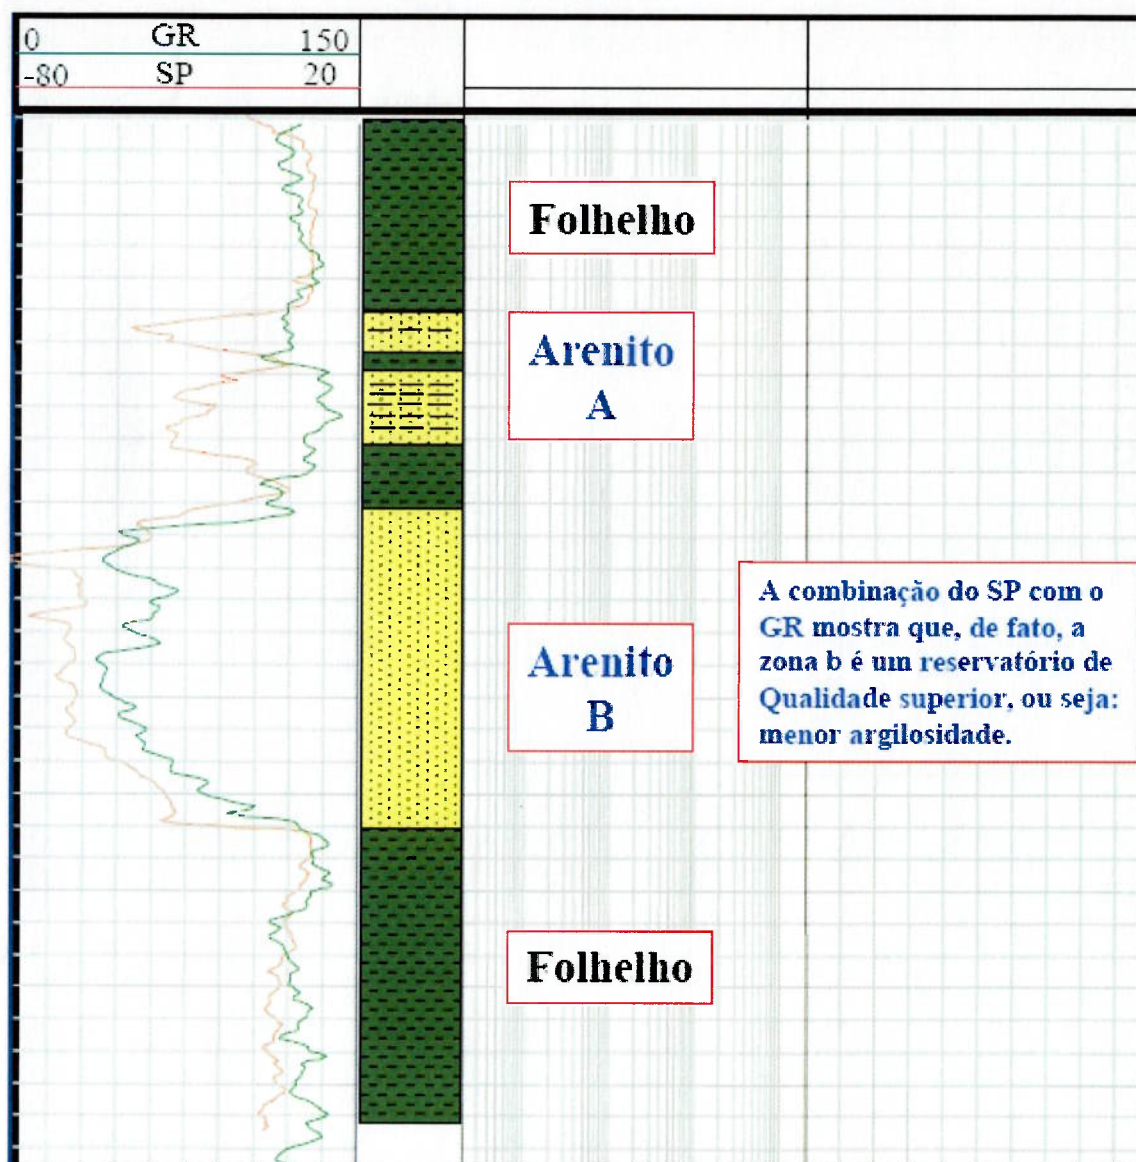 0 GR 150
-80 SP 20
Folhelho
Arenito
A
Arenito
B
A combinação do SP com o
GR mostra que, de fato, a
zona b é um reservatório de
Qualidade superior, ou seja:
menor argilosidade.
Folhelho